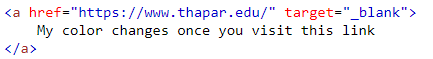 <a href="https://www.thapar.edu/" target="_blank">
My color changes once you visit this link
</a>